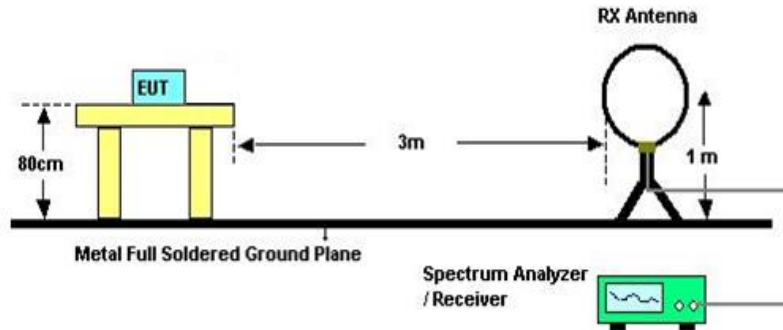 RX Antenna
EUT
80cm
3m
1 m
Metal Full Soldered Ground Plane
Spectrum Analyzer
/ Receiver